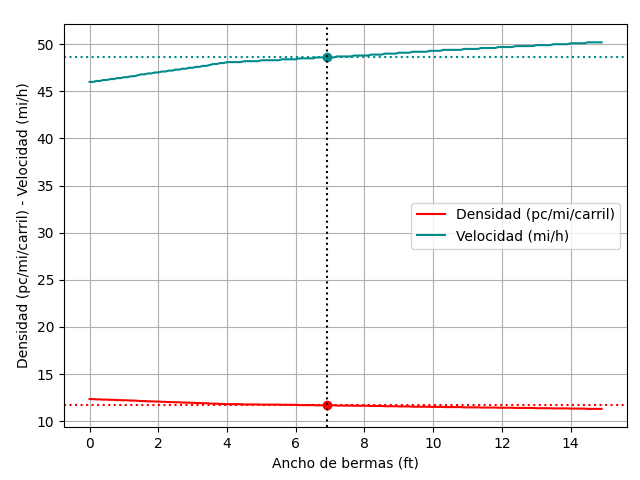 50
45
40
35
30
25
20
15
10
Densidad (pc/mi/carril) - Velocidad (mi/h)
Densidad (pc/mi/carril)
Velocidad (mi/h)
0 2 4 6 8 10 12 14
Ancho de bermas (ft)